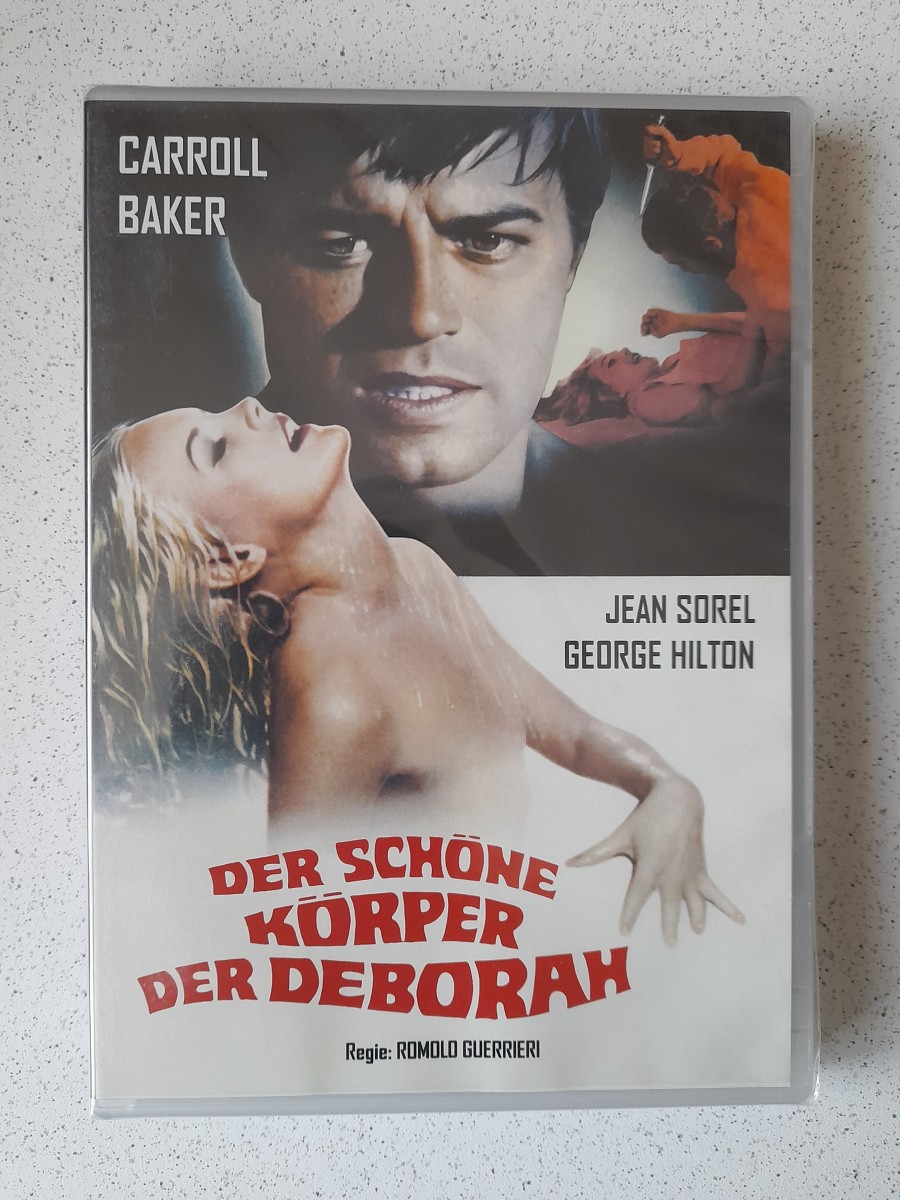 CARROLL
BAKER
JEAN SOREL
GEORGE HILTON
DER SCHÖNE
KÖRPER
DER DEBORAH
Regie: ROMOLO GUERRIERI